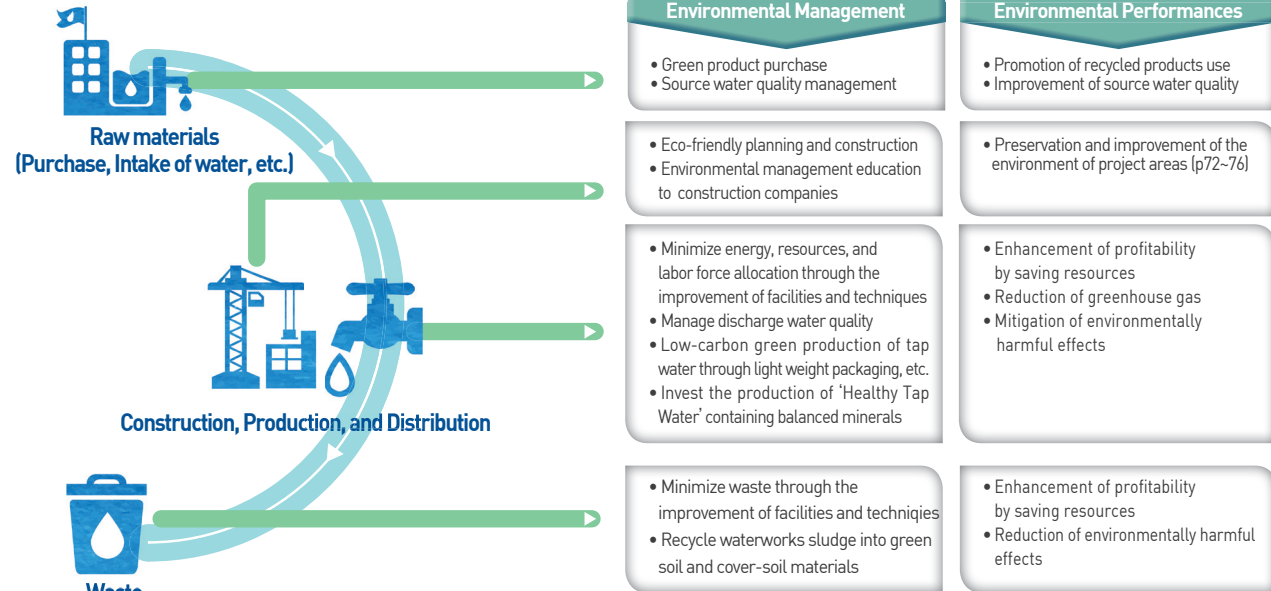 Environmental Management
Environmental Performances
• Green product purchase
• Source water quality management
• Promotion of recycled products use
• Improvement of source water quality
Raw materials
(Purchase, Intake of water, etc.)
• Eco-friendly planning and construction
• Environmental management education
to construction companies
• Preservation and improvement of the
environment of project areas (p72~76)
• Minimize energy, resources, and
labor force allocation through the
improvement of facilities and techniques
• Manage discharge water quality
• Low-carbon green production of tap
water through light weight packaging, etc.
• Invest the production of ‘Healthy Tap
Water’ containing balanced minerals
• Enhancement of profitability
by saving resources
• Reduction of greenhouse gas
• Mitigation of environmentally
harmful effects
Construction, Production, and Distribution
• Minimize waste through the
improvement of facilities and techniqies
• Recycle waterworks sludge into green
soil and cover-soil materials
• Enhancement of profitability
by saving resources
• Reduction of environmentally harmful
effects
Waste